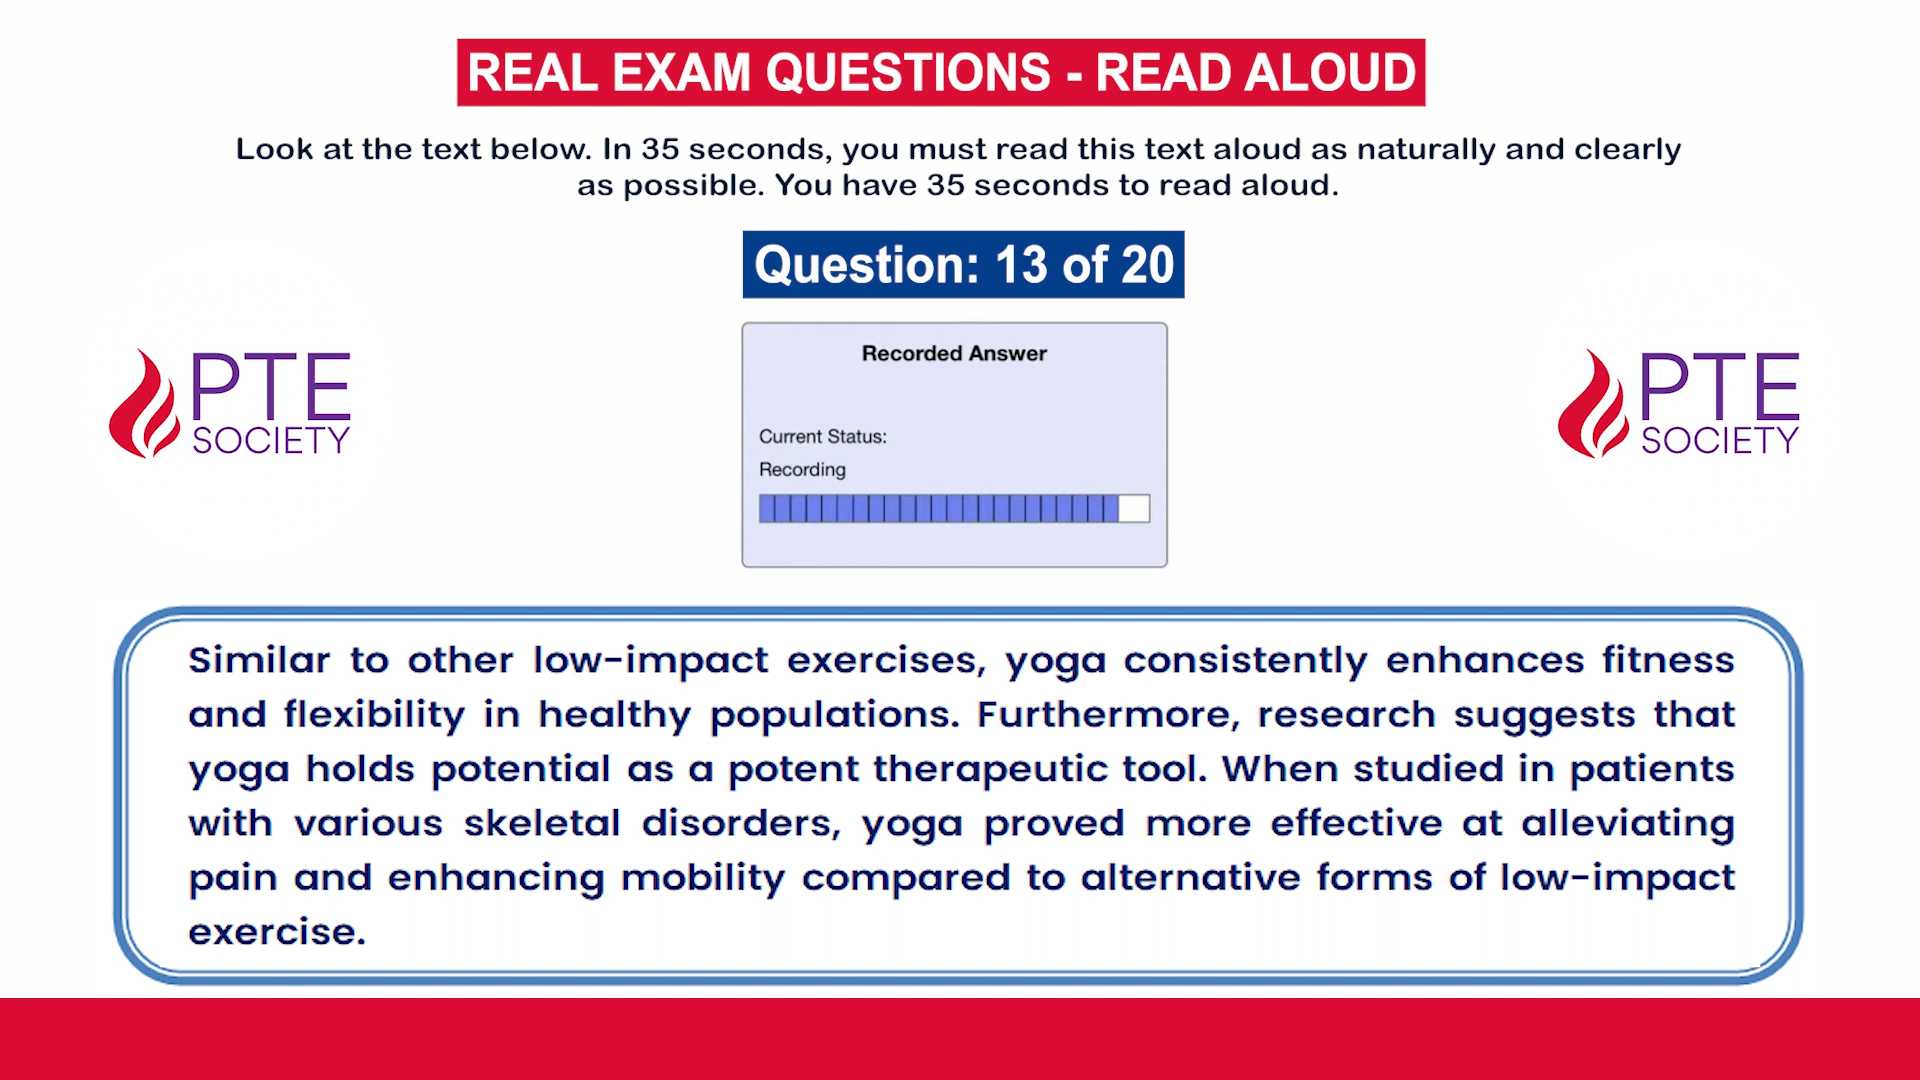 REAL EXAM QUESTIONS - READ ALOUD
Look at the text below. In 35 seconds, you must read this text aloud as naturally and clearly
as possible. You have 35 seconds to read aloud.
Question: 13 of 20
PTE
SOCIETY
Recorded Answer
Current Status:
Recording
PTE
SOCIETY
Similar to other low-impact exercises, yoga consistently enhances fitness
and flexibility in healthy populations. Furthermore, research suggests that
yoga holds potential as a potent therapeutic tool. When studied in patients
with various skeletal disorders, yoga proved more effective at alleviating
pain and enhancing mobility compared to alternative forms of low-impact
exercise.